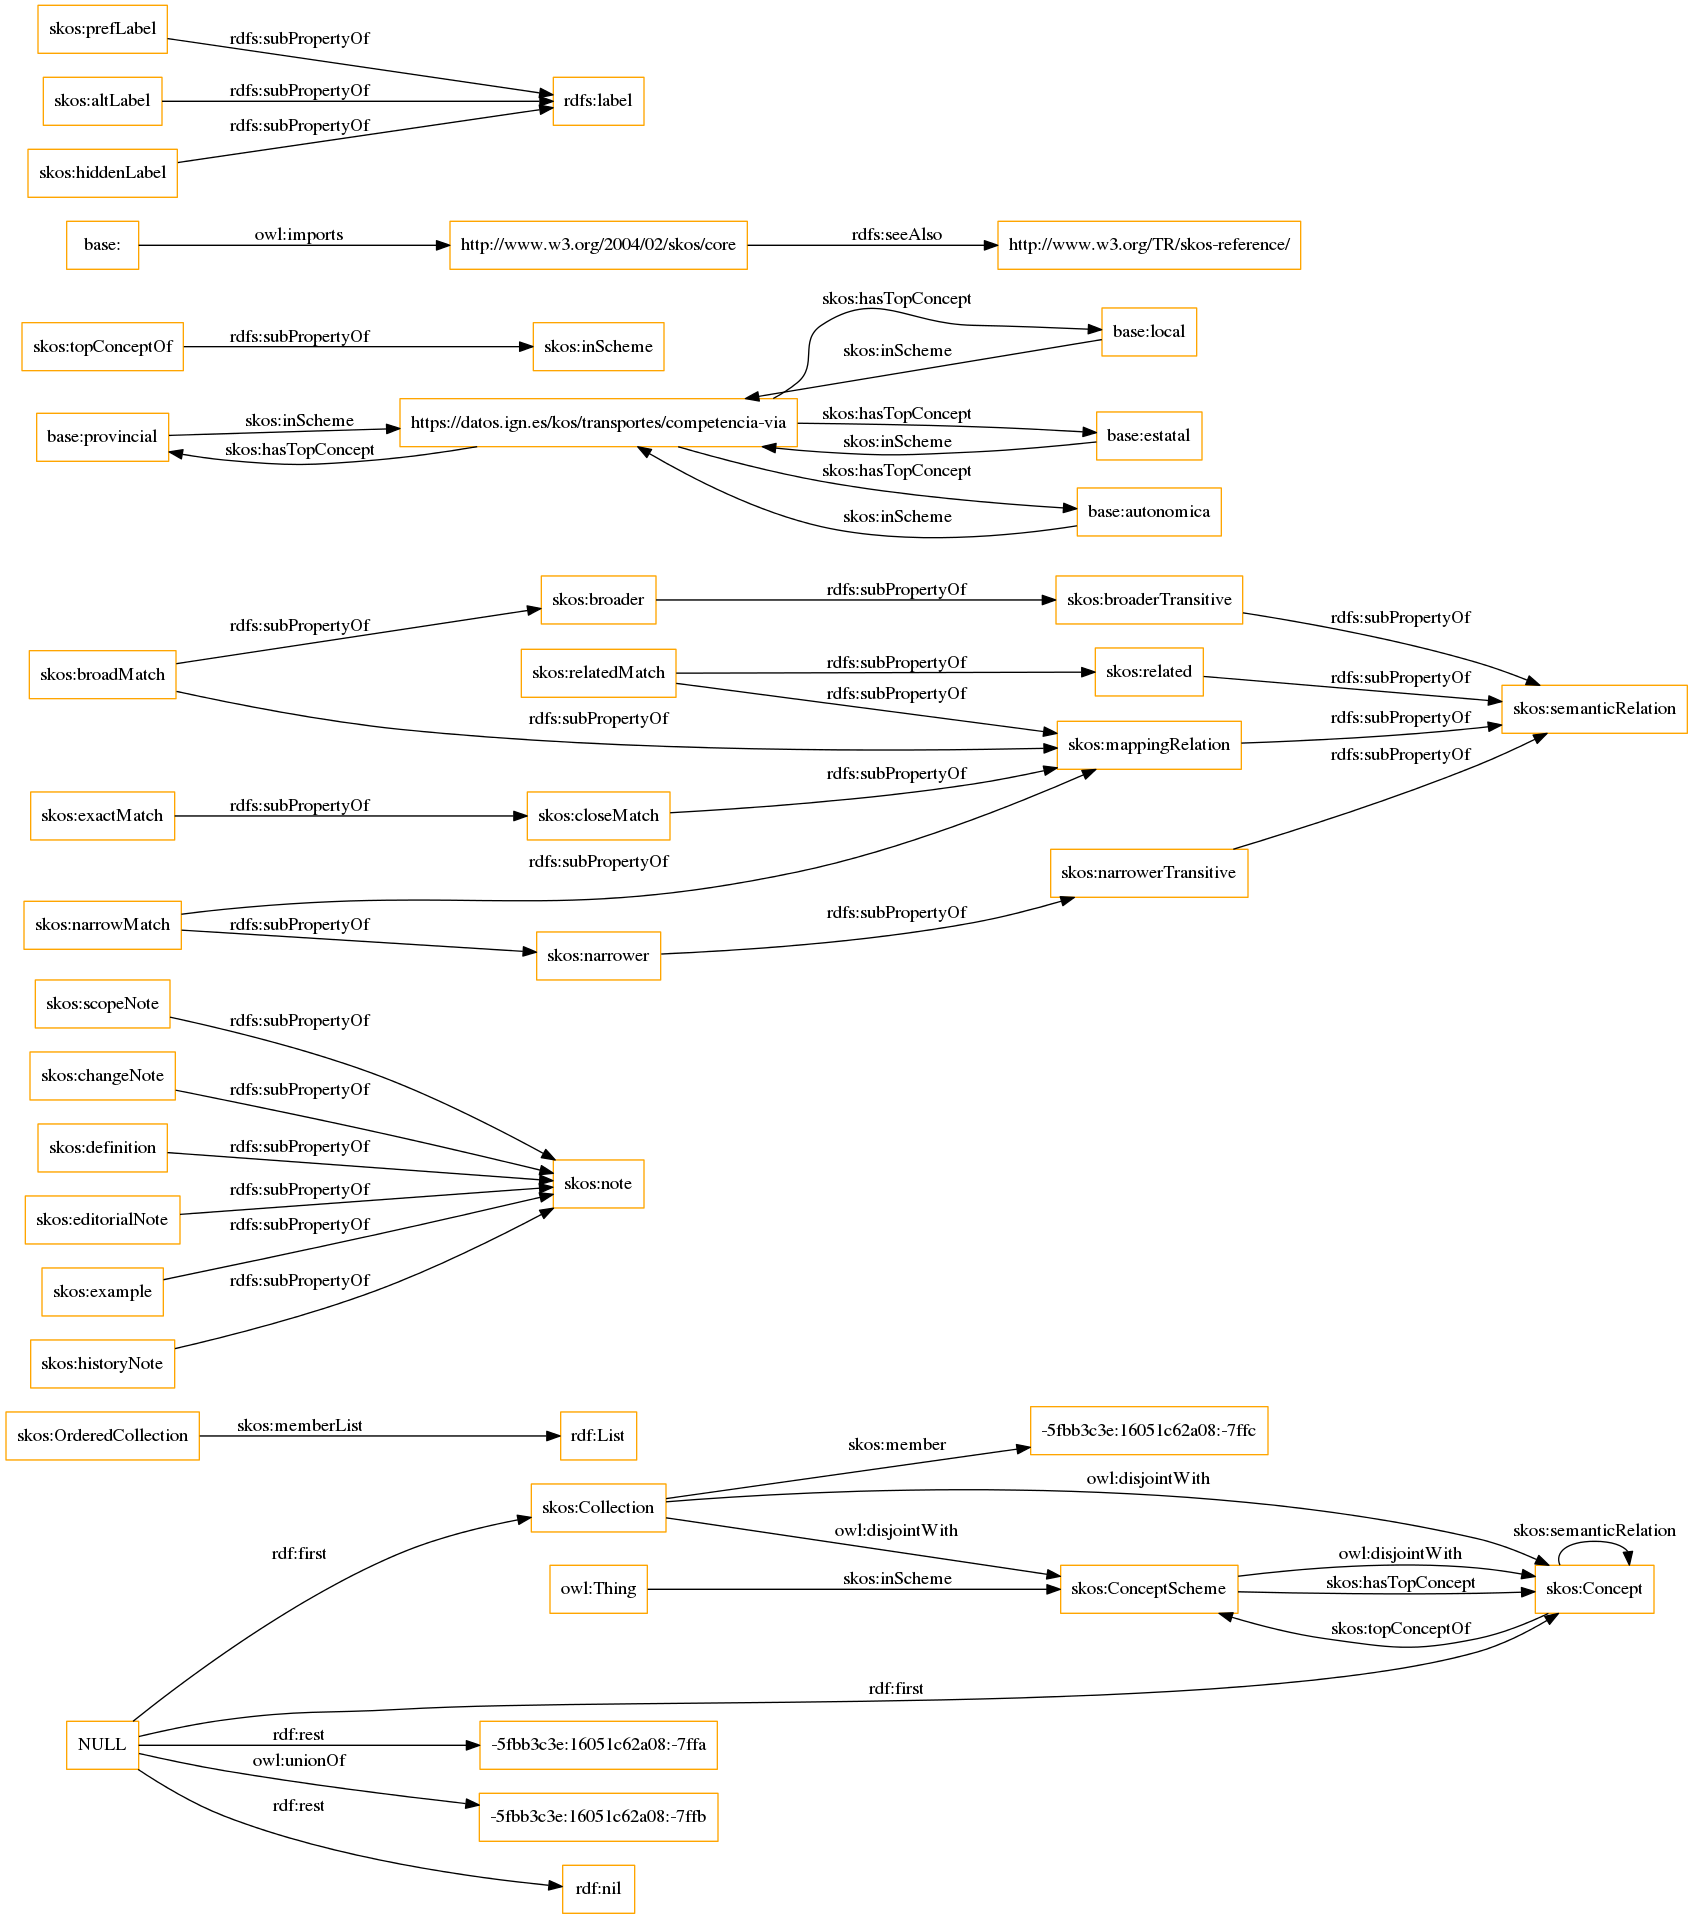 skos:prefLabel
rdfs:subPropertyOf
skos:altLabel
rdfs:subPropertyOf
rdfs:label
rdfs:subPropertyOf
skos:hiddenLabel
base:
owl:imports
http://www.w3.org/2004/02/skos/core
rdfs:seeAlso
http://www.w3.org/TR/skos-reference/
skos:topConceptOf
rdfs:subPropertyOf
skos:inScheme
skos:hasTopConcept
base:local
skos:inScheme
base:provincial
skos:inScheme
skos:hasTopConcept
https://datos.ign.es/kos/transportes/competencia-via
skos:hasTopConcept
base:estatal
skos:inScheme
skos:hasTopConcept
base:autonomica
skos:inScheme
skos:broader
rdfs:subPropertyOf
skos:broaderTransitive
rdfs:subPropertyOf
rdfs:subPropertyOf
skos:broadMatch
skos:relatedMatch
rdfs:subPropertyOf
skos:related
rdfs:subPropertyOf
rdfs:subPropertyOf
rdfs:subPropertyOf
skos:mappingRelation
rdfs:subPropertyOf
skos:semanticRelation
rdfs:subPropertyOf
skos:exactMatch
rdfs:subPropertyOf
skos:closeMatch
rdfs:subPropertyOf
rdfs:subPropertyOf
skos:narrowerTransitive
skos:narrowMatch
rdfs:subPropertyOf
skos:narrower
rdfs:subPropertyOf
skos:scopeNote
rdfs:subPropertyOf
skos:changeNote
rdfs:subPropertyOf
skos:definition
rdfs:subPropertyOf
skos:note
skos:editorialNote
rdfs:subPropertyOf
rdfs:subPropertyOf
skos:example
rdfs:subPropertyOf
skos:historyNote
skos:OrderedCollection
skos:memberList
rdf:List
skos:member
-5fbb3c3e:16051c62a08:-7ffc
skos:Collection
owl:disjointWith
owl:disjointWith
skos:semanticRelation
rdf:first
owl:Thing
skos:inScheme
skos:ConceptScheme
owl:disjointWith
skos:hasTopConcept
skos:Concept
skos:topConceptOf
rdf:first
NULL
rdf:rest
-5fbb3c3e:16051c62a08:-7ffa
owl:unionOf
-5fbb3c3e:16051c62a08:-7ffb
rdf:rest
rdf:nil